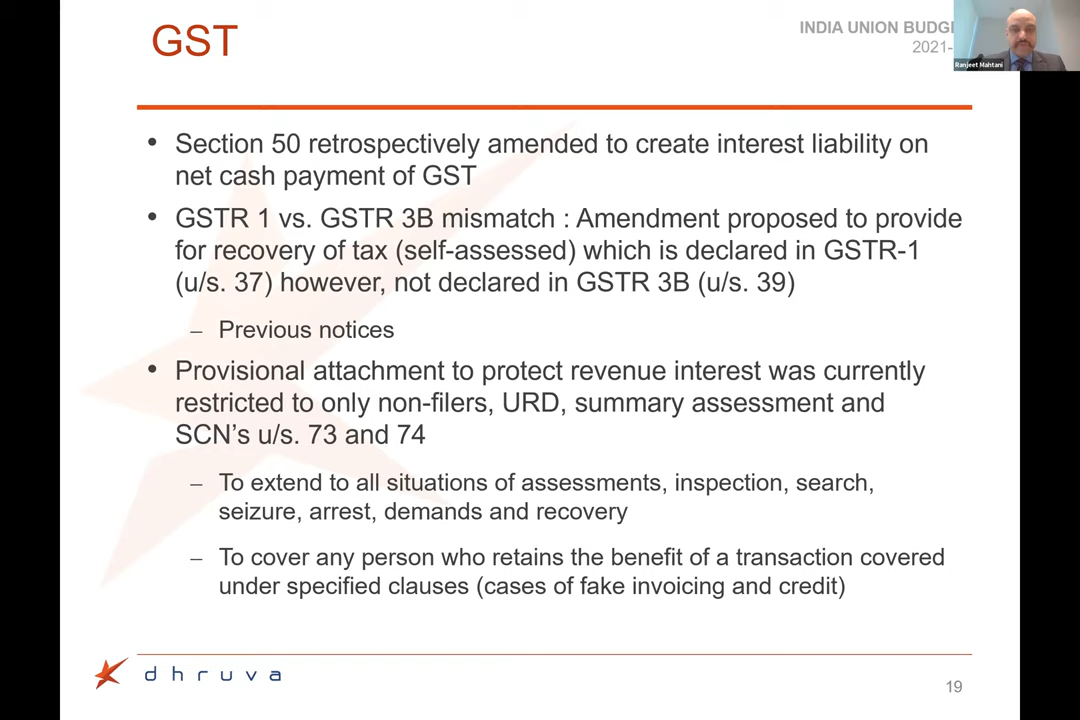 GST
INDIA UNION BUDG
2021-
Ranjeet Mahtani
• Section 50 retrospectively amended to create interest liability on
net cash payment of GST
• GSTR 1 vs. GSTR 3B mismatch : Amendment proposed to provide
for recovery of tax (self-assessed) which is declared in GSTR-1
(u/s. 37) however, not declared in GSTR 3B (u/s. 39)
– Previous notices
• Provisional attachment to protect revenue interest was currently
restricted to only non-filers, URD, summary assessment and
SCN's u/s. 73 and 74
– To extend to all situations of assessments, inspection, search,
seizure, arrest, demands and recovery
– To cover any person who retains the benefit of a transaction covered
under specified clauses (cases of fake invoicing and credit)
dhruva
19